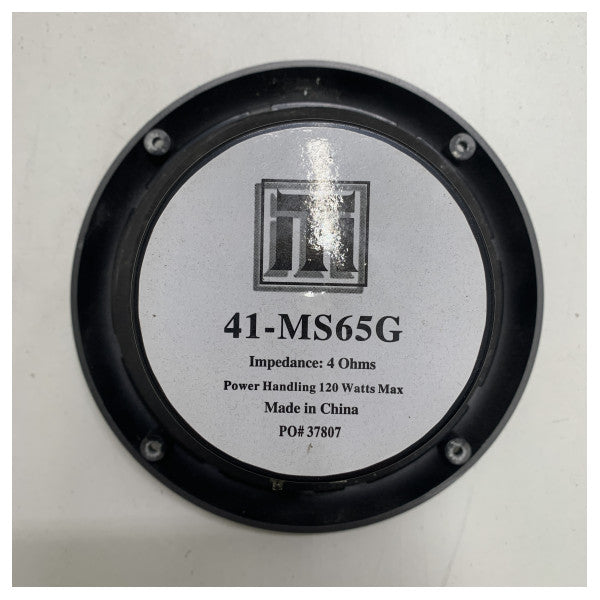 41-MS65G
Impedance: 4 Ohms
Power Handling 120 Watts Max
Made in China
PO# 37807